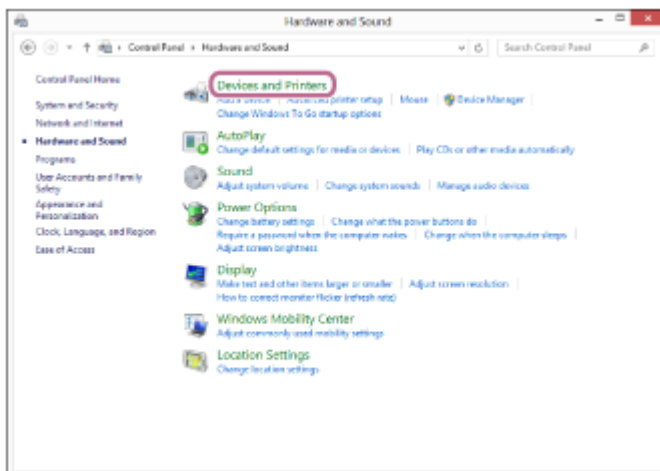 Hardware and Sound
Control Panel › Hardware and Sound
Search Control Panel
Control Panel Home
System and Security
Network and Internet
Hardware and Sound
Programs
User Accounts and Family
Safety
Appearance and
Personalization
Clock, Language, and Region
Ease of Access
Devices and Printers
Add a device | Advanced printer setup | Mouse | Device Manager
Change Windows To Go startup options
AutoPlay
Change default settings for media or devices | Play CDs or other media automatically
Sound
Adjust system volume | Change system sounds | Manage audio devices
Power Options
Change battery settings | Change what the power buttons do
Require a password when the computer wakes | Change when the computer sleeps
Adjust screen brightness
Display
Make text and other items larger or smaller | Adjust screen resolution
How to correct monitor flicker (refresh rate)
Windows Mobility Center
Adjust commonly used mobility settings
Location Settings
Change location settings